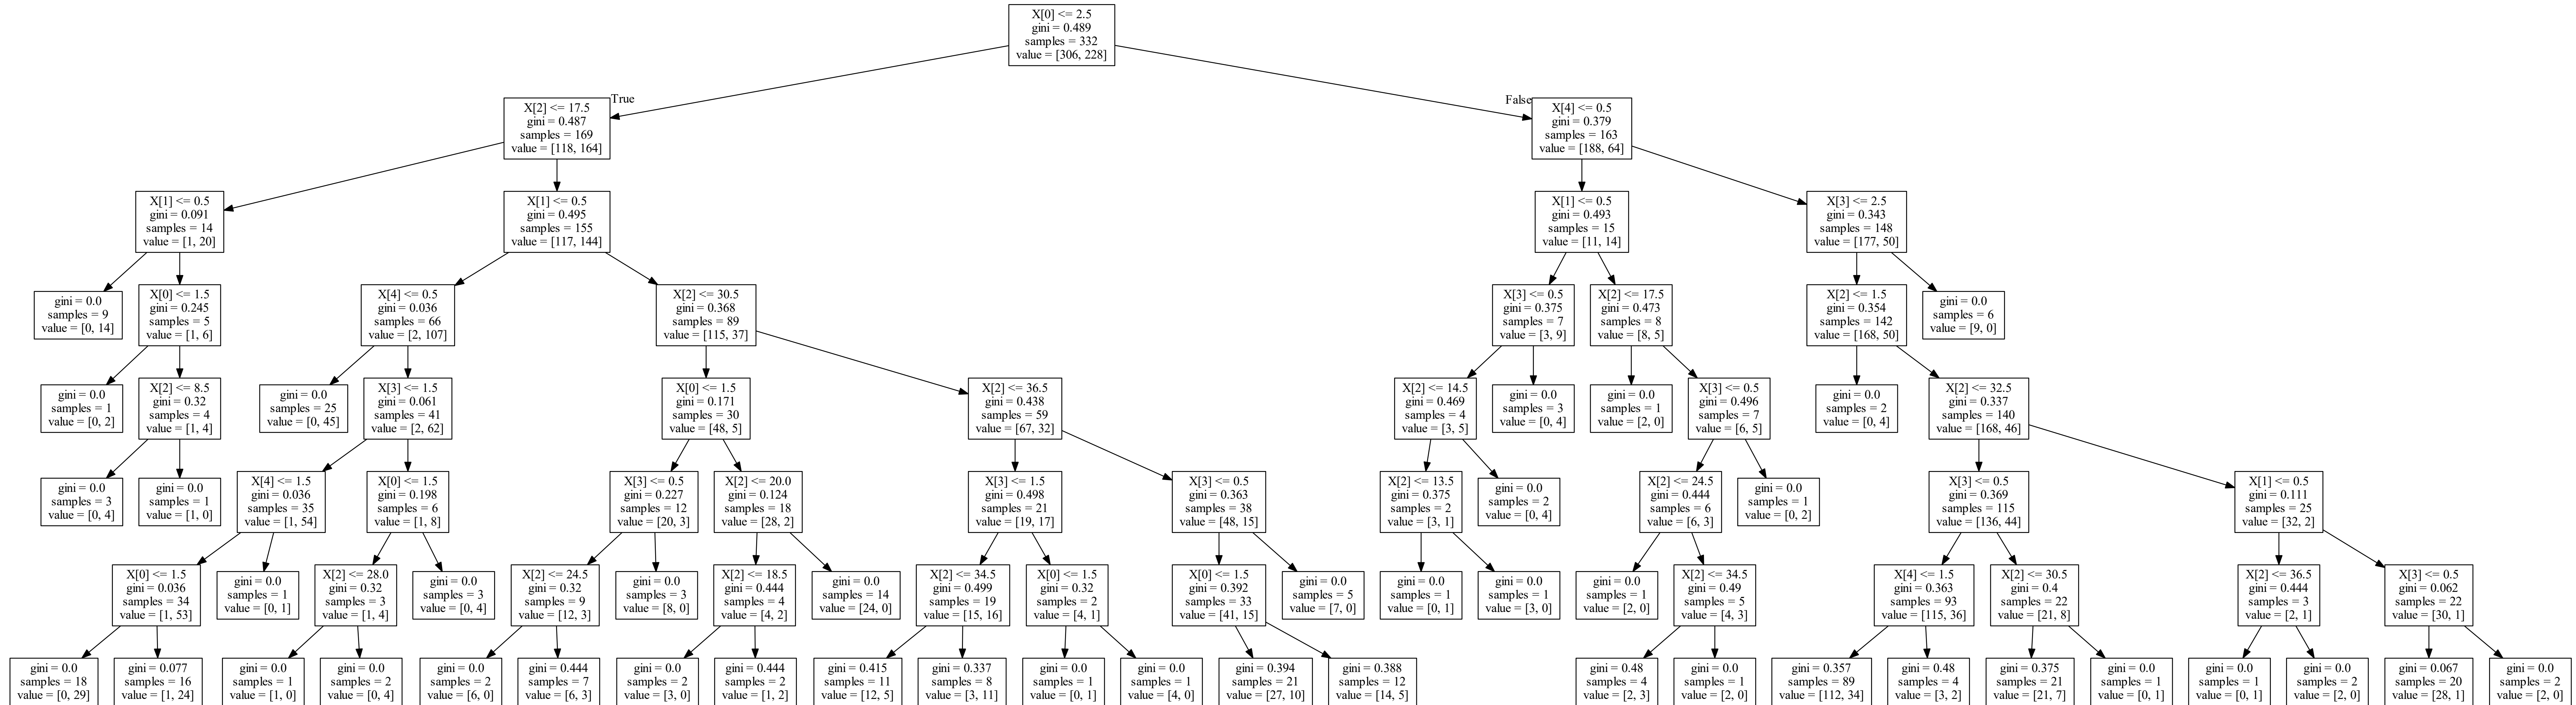 X[0] <= 2.5
gini = 0.489
samples = 332
value = [306, 228]
True
False
X[2] <= 17.5
gini = 0.487
samples = 169
value = [118, 164]
X[4] <= 0.5
gini = 0.379
samples = 163
value = [188, 64]
X[1] <= 0.5
gini = 0.091
samples = 14
value = [1, 20]
X[1] <= 0.5
gini = 0.495
samples = 155
value = [117, 144]
X[1] <= 0.5
gini = 0.493
samples = 15
value = [11, 14]
X[3] <= 2.5
gini = 0.343
samples = 148
value = [177, 50]
gini = 0.0
samples = 9
value = [0, 14]
X[0] <= 1.5
gini = 0.245
samples = 5
value = [1, 6]
X[4] <= 0.5
gini = 0.036
samples = 66
value = [2, 107]
X[2] <= 30.5
gini = 0.368
samples = 89
value = [115, 37]
X[3] <= 0.5
gini = 0.375
samples = 7
value = [3, 9]
X[2] <= 17.5
gini = 0.473
samples = 8
value = [8, 5]
X[2] <= 1.5
gini = 0.354
samples = 142
value = [168, 50]
gini = 0.0
samples = 6
value = [9, 0]
gini = 0.0
samples = 1
value = [0, 2]
X[2] <= 8.5
gini = 0.32
samples = 4
value = [1, 4]
gini = 0.0
samples = 25
value = [0, 45]
X[3] <= 1.5
gini = 0.061
samples = 41
value = [2, 62]
X[0] <= 1.5
gini = 0.171
samples = 30
value = [48, 5]
X[2] <= 36.5
gini = 0.438
samples = 59
value = [67, 32]
X[2] <= 14.5
gini = 0.469
samples = 4
value = [3, 5]
gini = 0.0
samples = 3
value = [0, 4]
gini = 0.0
samples = 1
value = [2, 0]
X[3] <= 0.5
gini = 0.496
samples = 7
value = [6, 5]
gini = 0.0
samples = 2
value = [0, 4]
X[2] <= 32.5
gini = 0.337
samples = 140
value = [168, 46]
gini = 0.0
samples = 3
value = [0, 4]
gini = 0.0
samples = 1
value = [1, 0]
X[4] <= 1.5
gini = 0.036
samples = 35
value = [1, 54]
X[0] <= 1.5
gini = 0.198
samples = 6
value = [1, 8]
X[3] <= 0.5
gini = 0.227
samples = 12
value = [20, 3]
X[2] <= 20.0
gini = 0.124
samples = 18
value = [28, 2]
X[3] <= 1.5
gini = 0.498
samples = 21
value = [19, 17]
X[3] <= 0.5
gini = 0.363
samples = 38
value = [48, 15]
X[2] <= 13.5
gini = 0.375
samples = 2
value = [3, 1]
gini = 0.0
samples = 2
value = [0, 4]
X[2] <= 24.5
gini = 0.444
samples = 6
value = [6, 3]
gini = 0.0
samples = 1
value = [0, 2]
X[3] <= 0.5
gini = 0.369
samples = 115
value = [136, 44]
X[1] <= 0.5
gini = 0.111
samples = 25
value = [32, 2]
X[0] <= 1.5
gini = 0.036
samples = 34
value = [1, 53]
gini = 0.0
samples = 1
value = [0, 1]
X[2] <= 28.0
gini = 0.32
samples = 3
value = [1, 4]
gini = 0.0
samples = 3
value = [0, 4]
X[2] <= 24.5
gini = 0.32
samples = 9
value = [12, 3]
gini = 0.0
samples = 3
value = [8, 0]
X[2] <= 18.5
gini = 0.444
samples = 4
value = [4, 2]
gini = 0.0
samples = 14
value = [24, 0]
X[2] <= 34.5
gini = 0.499
samples = 19
value = [15, 16]
X[0] <= 1.5
gini = 0.32
samples = 2
value = [4, 1]
X[0] <= 1.5
gini = 0.392
samples = 33
value = [41, 15]
gini = 0.0
samples = 5
value = [7, 0]
gini = 0.0
samples = 1
value = [0, 1]
gini = 0.0
samples = 1
value = [3, 0]
gini = 0.0
samples = 1
value = [2, 0]
X[2] <= 34.5
gini = 0.49
samples = 5
value = [4, 3]
X[4] <= 1.5
gini = 0.363
samples = 93
value = [115, 36]
X[2] <= 30.5
gini = 0.4
samples = 22
value = [21, 8]
X[2] <= 36.5
gini = 0.444
samples = 3
value = [2, 1]
X[3] <= 0.5
gini = 0.062
samples = 22
value = [30, 1]
gini = 0.0
samples = 18
value = [0, 29]
gini = 0.077
samples = 16
value = [1, 24]
gini = 0.0
samples = 1
value = [1, 0]
gini = 0.0
samples = 2
value = [0, 4]
gini = 0.0
samples = 2
value = [6, 0]
gini = 0.444
samples = 7
value = [6, 3]
gini = 0.0
samples = 2
value = [3, 0]
gini = 0.444
samples = 2
value = [1, 2]
gini = 0.415
samples = 11
value = [12, 5]
gini = 0.337
samples = 8
value = [3, 11]
gini = 0.0
samples = 1
value = [0, 1]
gini = 0.0
samples = 1
value = [4, 0]
gini = 0.394
samples = 21
value = [27, 10]
gini = 0.388
samples = 12
value = [14, 5]
gini = 0.48
samples = 4
value = [2, 3]
gini = 0.0
samples = 1
value = [2, 0]
gini = 0.357
samples = 89
value = [112, 34]
gini = 0.48
samples = 4
value = [3, 2]
gini = 0.375
samples = 21
value = [21, 7]
gini = 0.0
samples = 1
value = [0, 1]
gini = 0.0
samples = 1
value = [0, 1]
gini = 0.0
samples = 2
value = [2, 0]
gini = 0.067
samples = 20
value = [28, 1]
gini = 0.0
samples = 2
value = [2, 0]